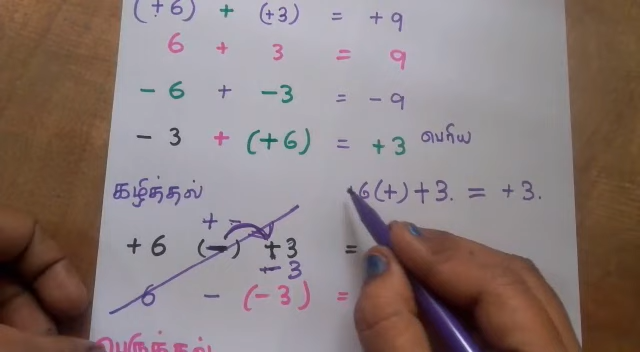 (+6) + (+3) = +9
6 + 3 = 9
-6 + -3 = -9
-3 + (+6) = +3 பெரிய
கழித்தல்
6(+) +3. = +3.
+ -
+6 (-) +3 =
-3
6 - (-3) =
பெருக்கல்